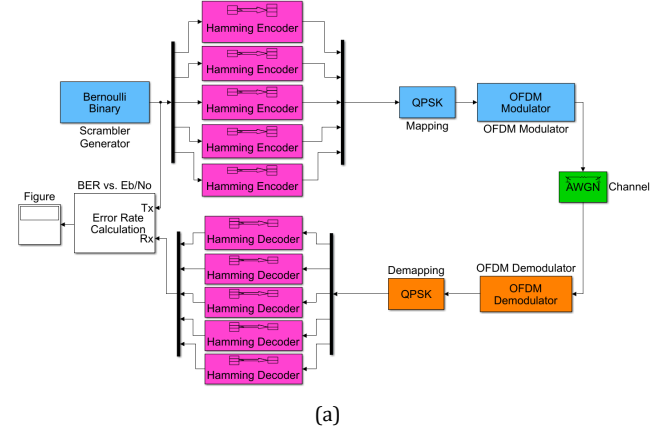 Hamming Encoder
Hamming Encoder
Bernoulli
Binary
Scrambler
Generator
Hamming Encoder
QPSK
Mapping
OFDM
Modulator
OFDM Modulator
Hamming Encoder
Hamming Encoder
AWGN
Channel
Figure
BER vs. Eb/No
Tx
Error Rate
Calculation
Rx
Hamming Decoder
Hamming Decoder
Hamming Decoder
Hamming Decoder
Hamming Decoder
Demapping
QPSK
OFDM Demodulator
OFDM
Demodulator
(a)